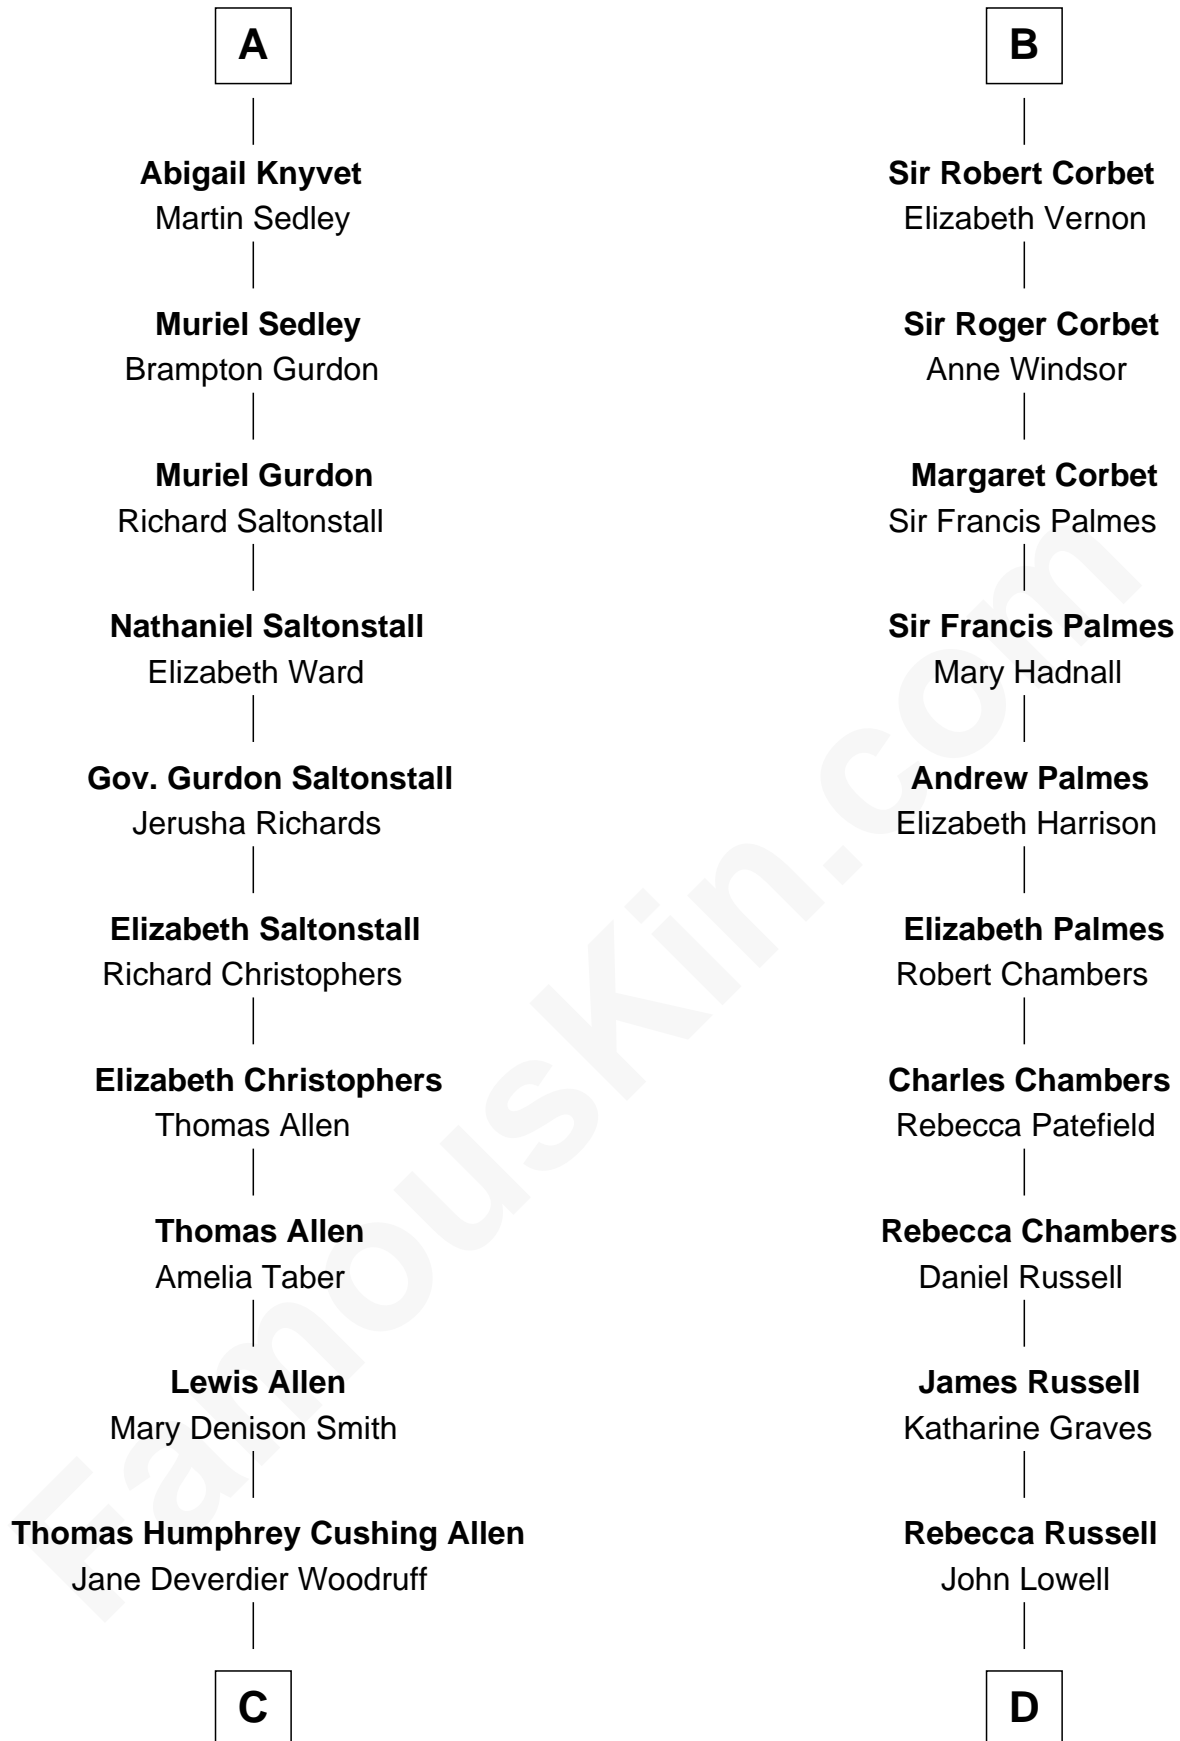 A
Abigail Knyvet
Martin Sedley
Muriel Sedley
Brampton Gurdon
Muriel Gurdon
Richard Saltonstall
Nathaniel Saltonstall
Elizabeth Ward
Gov. Gurdon Saltonstall
Jerusha Richards
Elizabeth Saltonstall
Richard Christophers
Elizabeth Christophers
Thomas Allen
Thomas Allen
Amelia Taber
Lewis Allen
Mary Denison Smith
Thomas Humphrey Cushing Allen
Jane Deverdier Woodruff
C
B
Sir Robert Corbet
Elizabeth Vernon
Sir Roger Corbet
Anne Windsor
Margaret Corbet
Sir Francis Palmes
Sir Francis Palmes
Mary Hadnall
Andrew Palmes
Elizabeth Harrison
Elizabeth Palmes
Robert Chambers
Charles Chambers
Rebecca Patefield
Rebecca Chambers
Daniel Russell
James Russell
Katharine Graves
Rebecca Russell
John Lowell
D
FamousKin.com